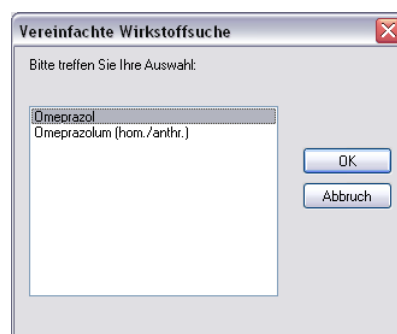 Vereinfachte Wirkstoffsuche
Bitte treffen Sie Ihre Auswahl:
Omeprazol
Omeprazolum (hom./anthr.)
OK
Abbruch